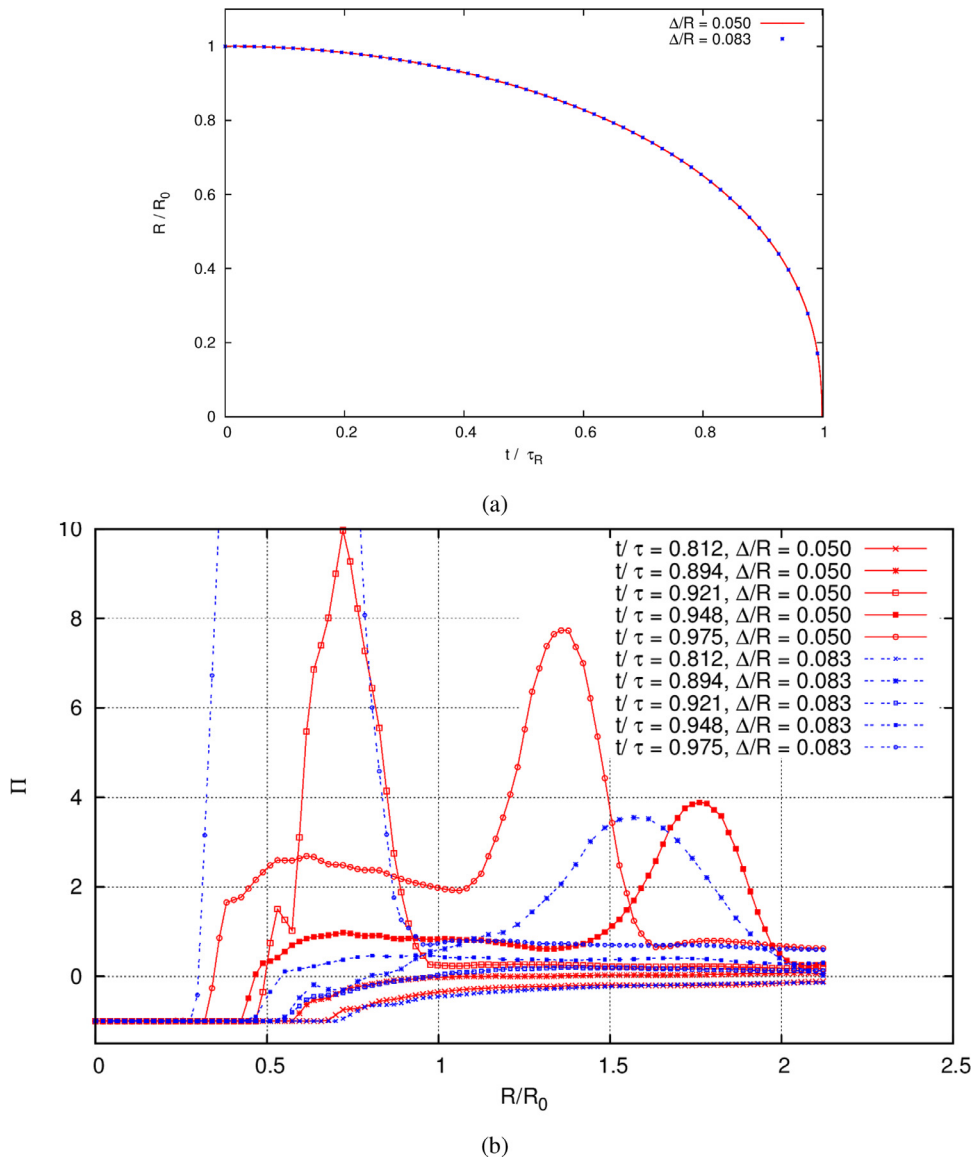 Δ/R = 0.050
Δ/R = 0.083
1
0.8
0.6
0.4
0.2
0
R / R0
0 0.2 0.4 0.6 0.8 1
t / τR
(a)
10
8
6
4
2
0
Π
t/ τ = 0.812, Δ/R = 0.050
t/ τ = 0.894, Δ/R = 0.050
t/ τ = 0.921, Δ/R = 0.050
t/ τ = 0.948, Δ/R = 0.050
t/ τ = 0.975, Δ/R = 0.050
t/ τ = 0.812, Δ/R = 0.083
t/ τ = 0.894, Δ/R = 0.083
t/ τ = 0.921, Δ/R = 0.083
t/ τ = 0.948, Δ/R = 0.083
t/ τ = 0.975, Δ/R = 0.083
0 0.5 1 1.5 2 2.5
R/R0
(b)